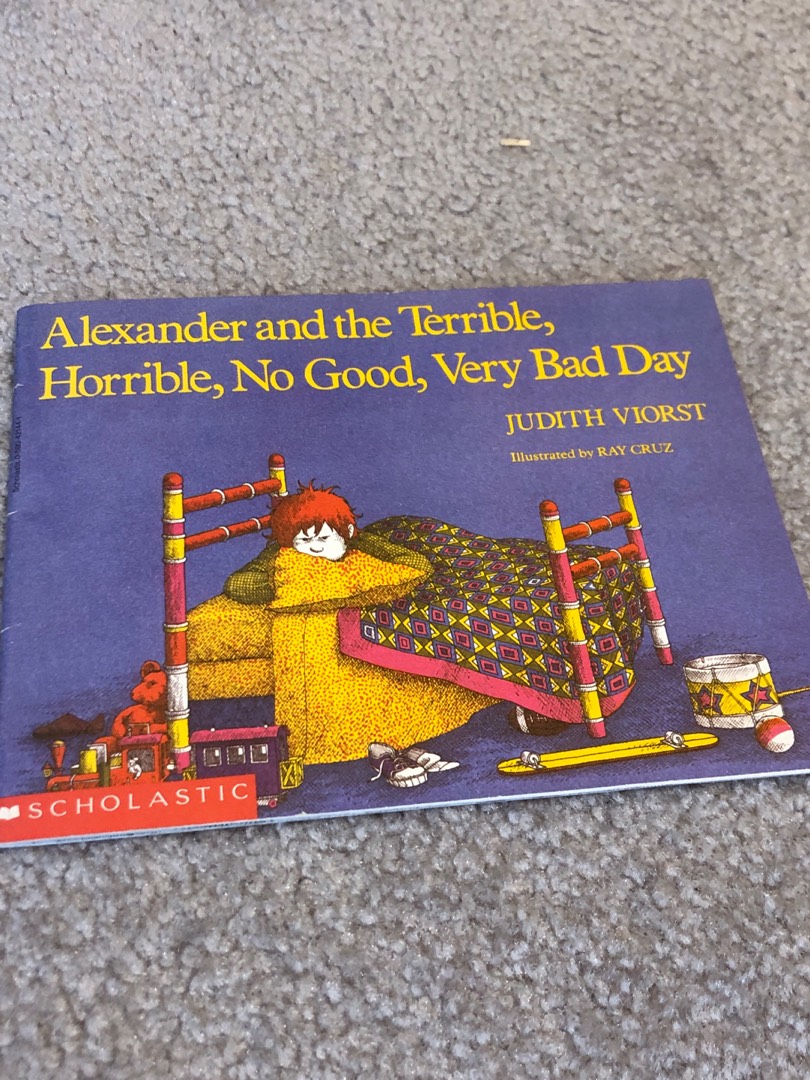 Alexander and the Terrible,
Horrible, No Good, Very Bad Day
JUDITH VIORST
Illustrated by RAY CRUZ
SCHOLASTIC